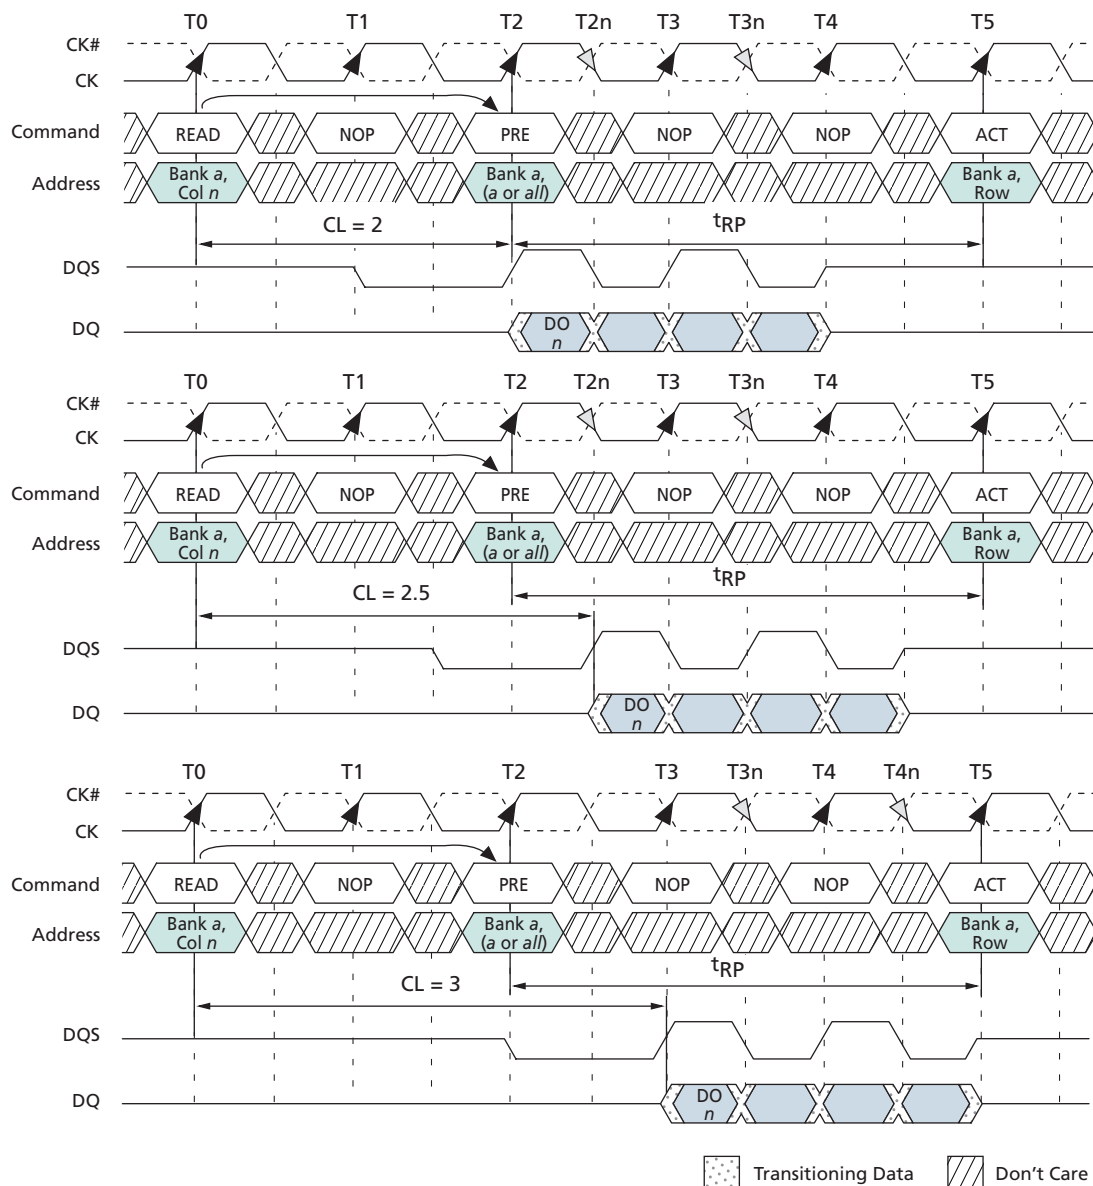 T0 T1 T2 T2n T3 T3n T4 T5
CK#
CK
Command READ NOP PRE NOP NOP ACT
Address Bank a, Col n Bank a, (a or all) Bank a, Row
CL = 2 tRP
DQS
DQ DO n
T0 T1 T2 T2n T3 T3n T4 T5
CK#
CK
Command READ NOP PRE NOP NOP ACT
Address Bank a, Col n Bank a, (a or all) Bank a, Row
tRP
CL = 2.5
DQS
DQ DO n
T0 T1 T2 T3 T3n T4 T4n T5
CK#
CK
Command READ NOP PRE NOP NOP ACT
Address Bank a, Col n Bank a, (a or all) Bank a, Row
tRP
CL = 3
DQS
DQ DO n
Transitioning Data Don't Care